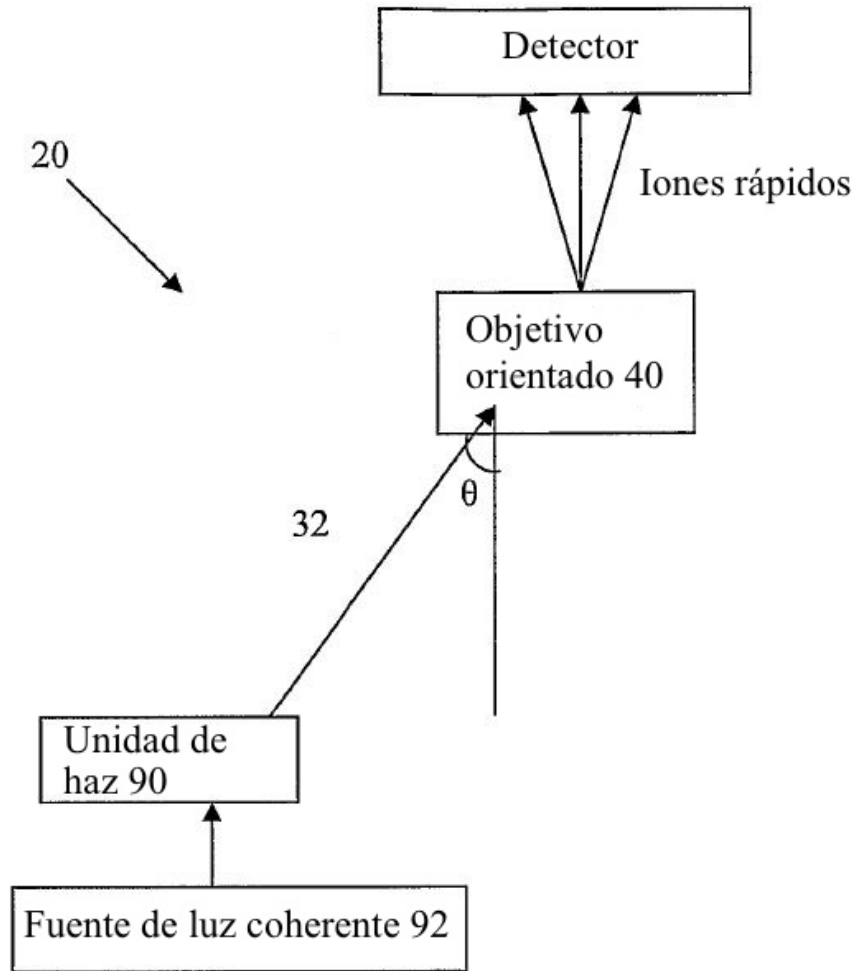 Detector
20
Iones rápidos
Objetivo
orientado 40
θ
32
Unidad de
haz 90
Fuente de luz coherente 92